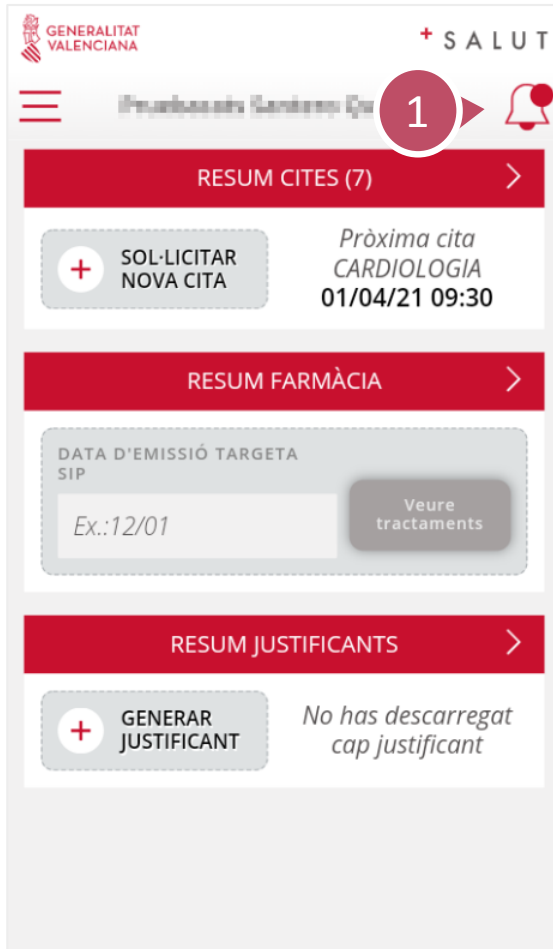 GENERALITAT
VALENCIANA
+ SALUT
1
RESUM CITES (7)
SOL·LICITAR
NOVA CITA
Pròxima cita
CARDIOLOGIA
01/04/21 09:30
RESUM FARMÀCIA
DATA D'EMISSIÓ TARGETA
SIP
Ex.:12/01
Veure
tractaments
RESUM JUSTIFICANTS
GENERAR
JUSTIFICANT
No has descarregat
cap justificant